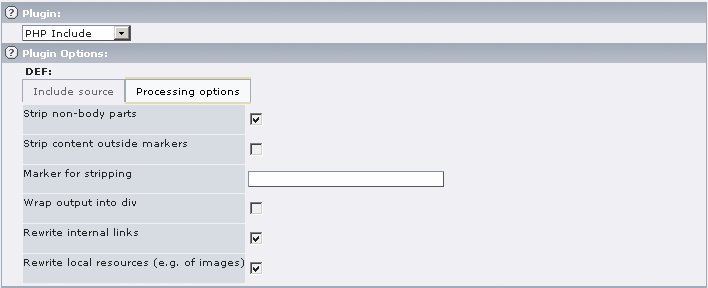 Plugin:
PHP Include
Plugin Options:
DEF:
Include source Processing options
Strip non-body parts
Strip content outside markers
Marker for stripping
Wrap output into div
Rewrite internal links
Rewrite local resources (e.g. of images)